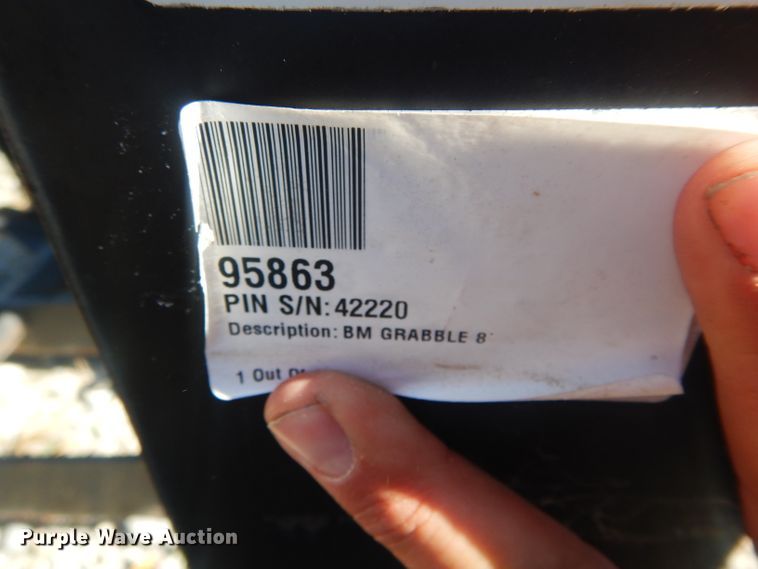 95863
PIN S/N: 42220
Description: BM GRABBLE 8'
1 Out
Purple Wave Auction®